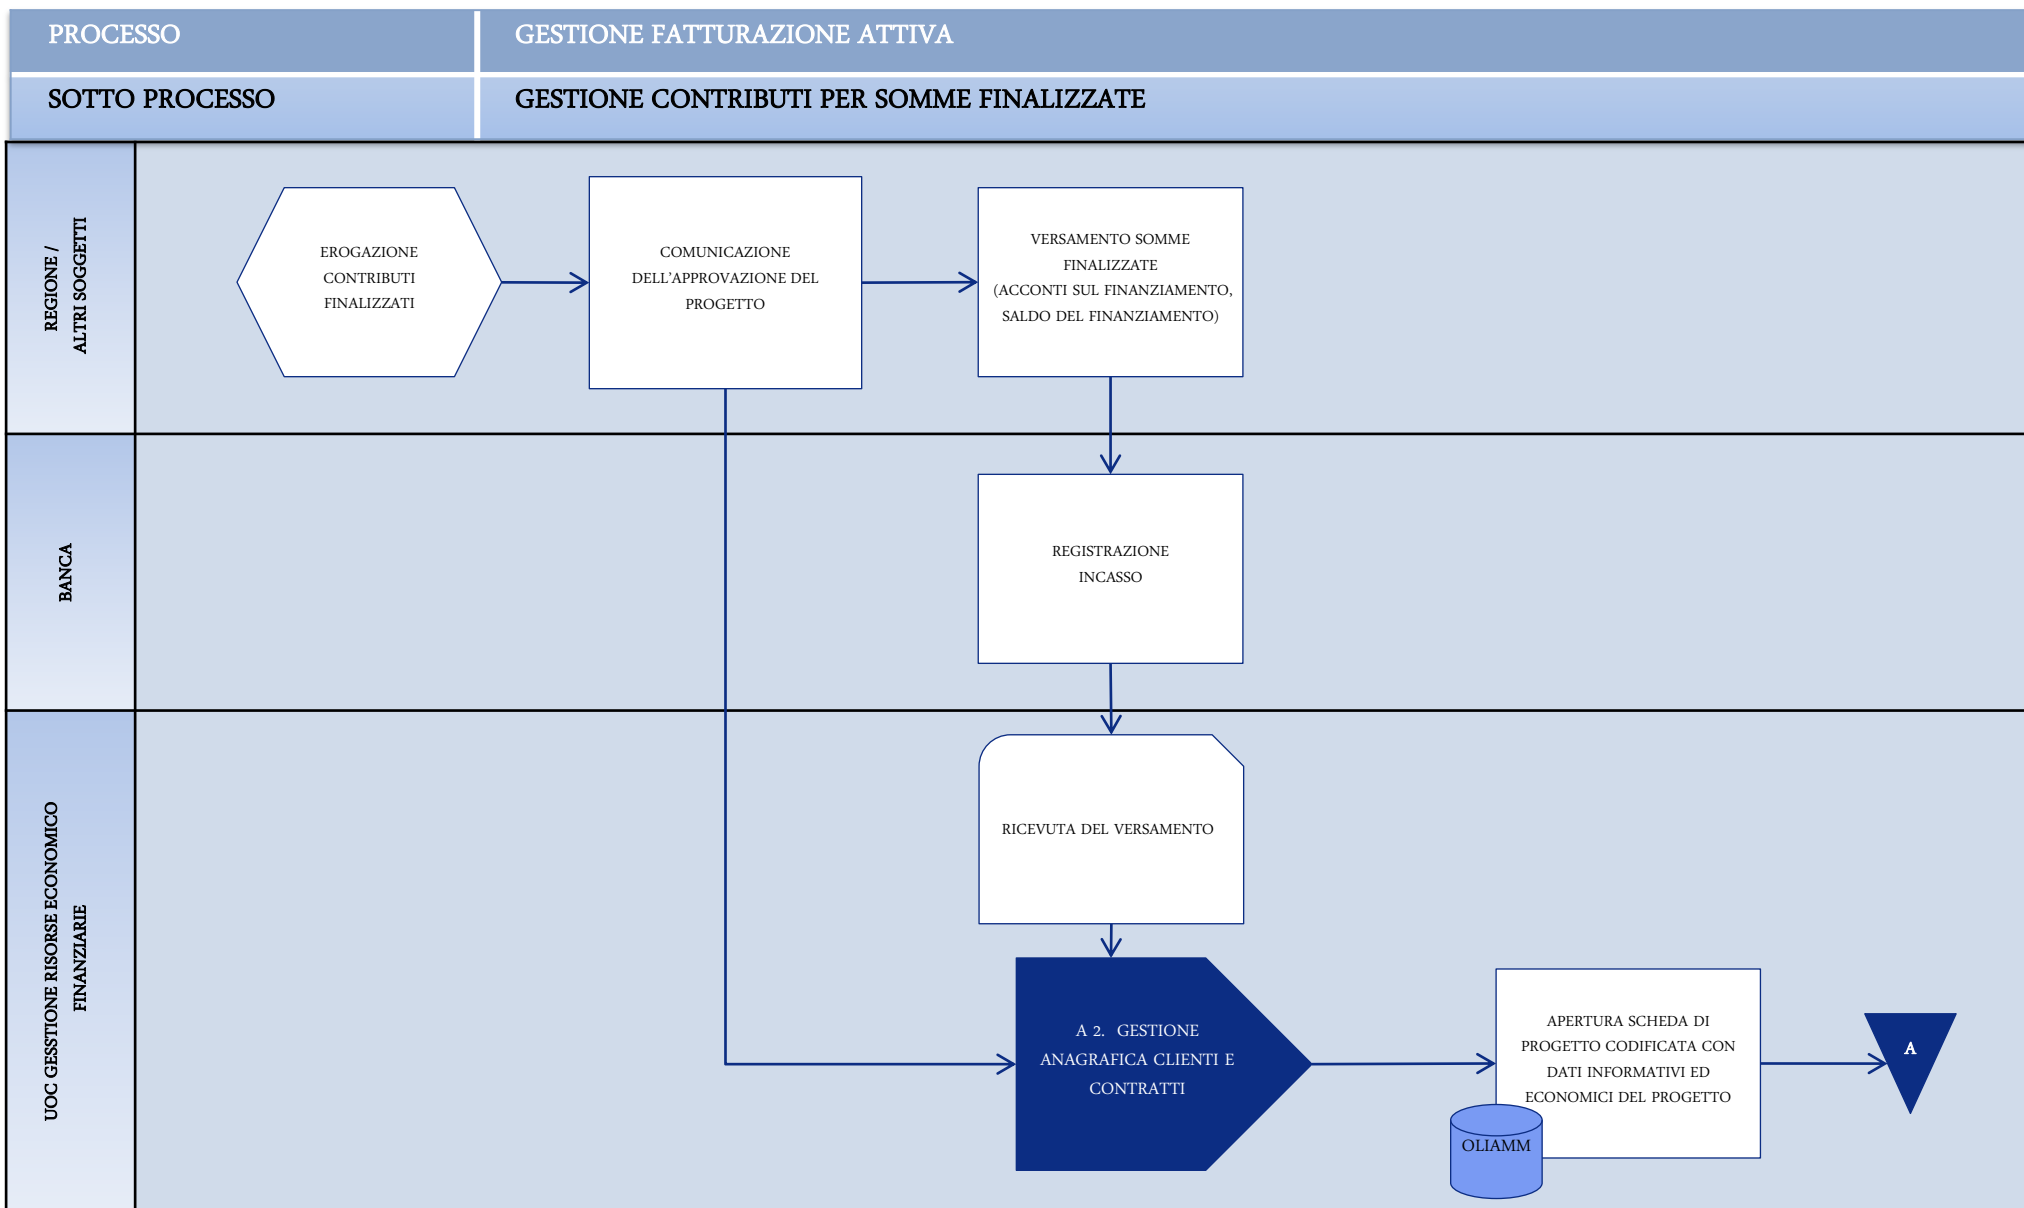 PROCESSO
GESTIONE FATTURAZIONE ATTIVA
SOTTO PROCESSO
GESTIONE CONTRIBUTI PER SOMME FINALIZZATE
REGIONE /
ALTRI SOGGETTI
EROGAZIONE
CONTRIBUTI
FINALIZZATI
COMUNICAZIONE
DELL'APPROVAZIONE DEL
PROGETTO
VERSAMENTO SOMME
FINALIZZATE
(ACCONTI SUL FINANZIAMENTO,
SALDO DEL FINANZIAMENTO)
BANCA
REGISTRAZIONE
INCASSO
UOC GESSTIONE RISORSE ECONOMICO
FINANZIARIE
RICEVUTA DEL VERSAMENTO
A 2. GESTIONE
ANAGRAFICA CLIENTI E
CONTRATTI
APERTURA SCHEDA DI
PROGETTO CODIFICATA CON
DATI INFORMATIVI ED
ECONOMICI DEL PROGETTO
OLIAMM
A